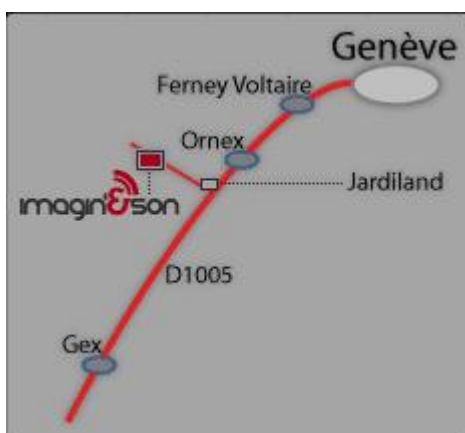 Genève
Ferney Voltaire
Ornex
Jardiland
imagin'&son
D1005
Gex